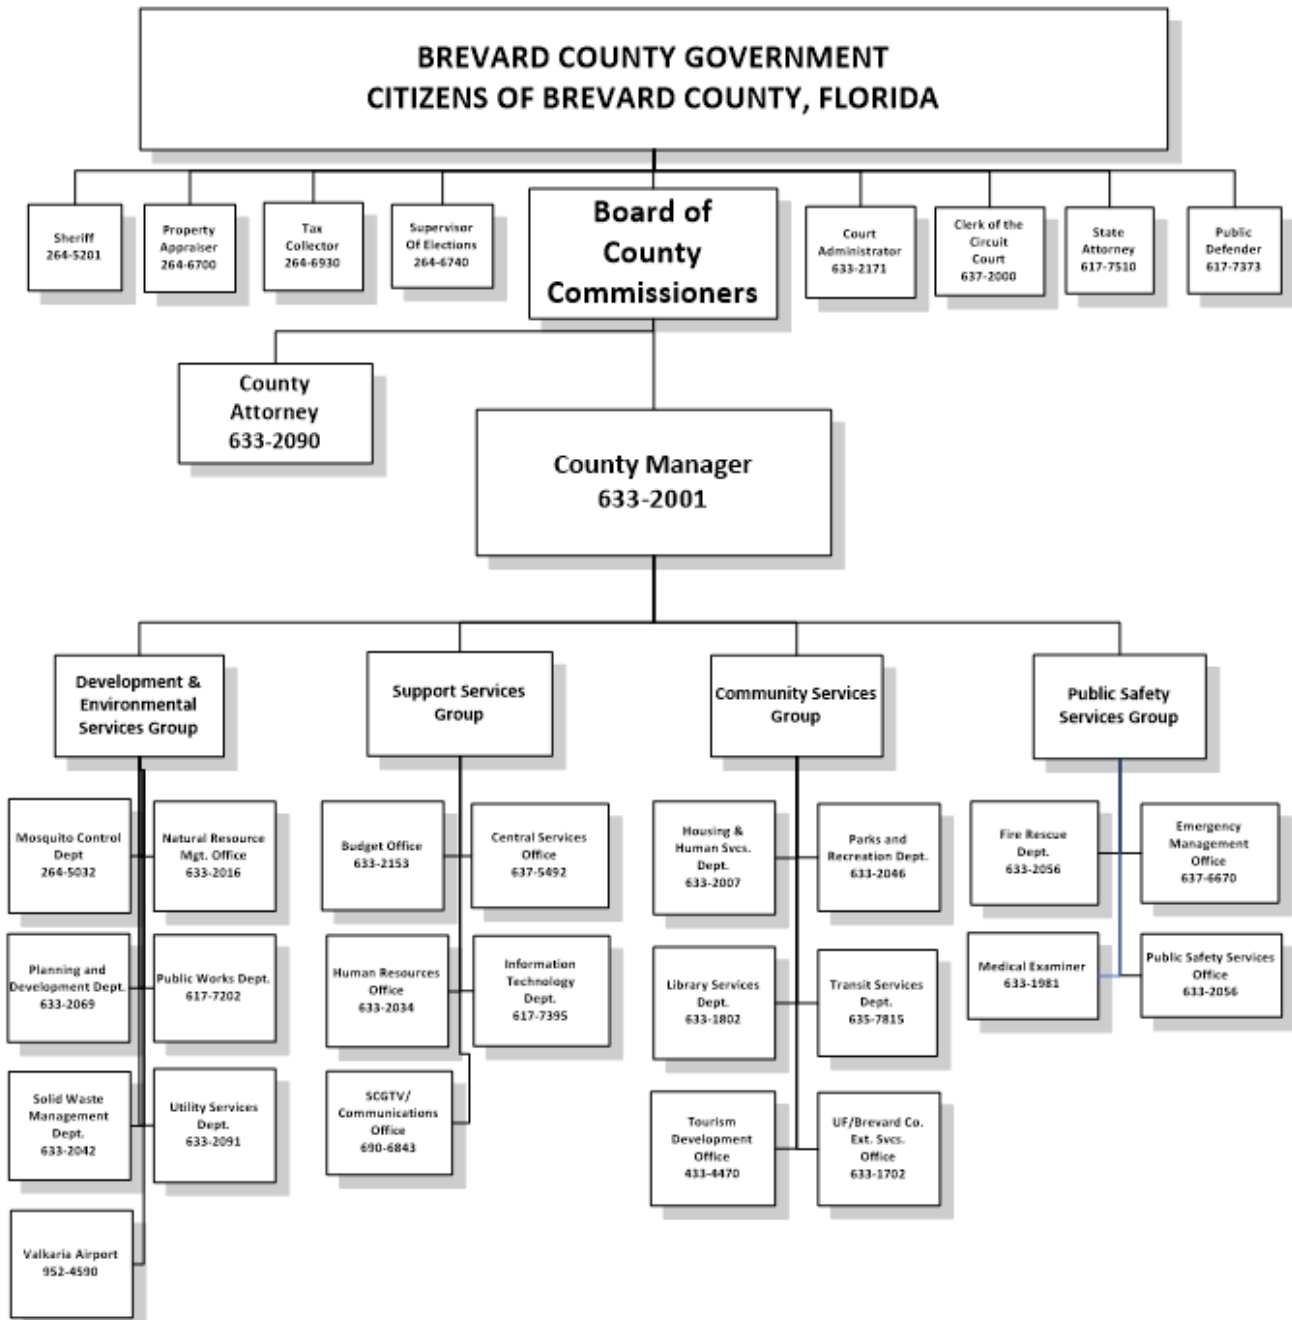 BREVARD COUNTY GOVERNMENT
CITIZENS OF BREVARD COUNTY, FLORIDA
Sheriff
264-5201
Property
Appraiser
264-6700
Tax
Collector
264-6930
Supervisor
Of Elections
264-6740
Board of
County
Commissioners
Court
Administrator
633-2171
Clerk of the
Circuit
Court
637-2000
State
Attorney
617-7510
Public
Defender
617-7373
County
Attorney
633-2090
County Manager
633-2001
Development &
Environmental
Services Group
Support Services
Group
Community Services
Group
Public Safety
Services Group
Mosquito Control
Dept
264-5032
Natural Resource
Mgt. Office
633-2016
Budget Office
633-2153
Central Services
Office
637-5492
Housing &
Human Svcs.
Dept.
633-2007
Parks and
Recreation Dept.
633-2046
Fire Rescue
Dept.
633-2056
Emergency
Management
Office
637-6670
Planning and
Development Dept.
633-2069
Public Works Dept.
617-7202
Human Resources
Office
633-2034
Information
Technology
Dept.
617-7395
Library Services
Dept.
633-1802
Transit Services
Dept.
635-7815
Medical Examiner
633-1981
Public Safety Services
Office
633-2056
Solid Waste
Management
Dept.
633-2042
Utility Services
Dept.
633-2091
SCGTV/
Communications
Office
690-6843
Tourism
Development
Office
433-4470
UF/Brevard Co.
Ext. Svcs.
Office
633-1702
Valkaria Airport
952-4590